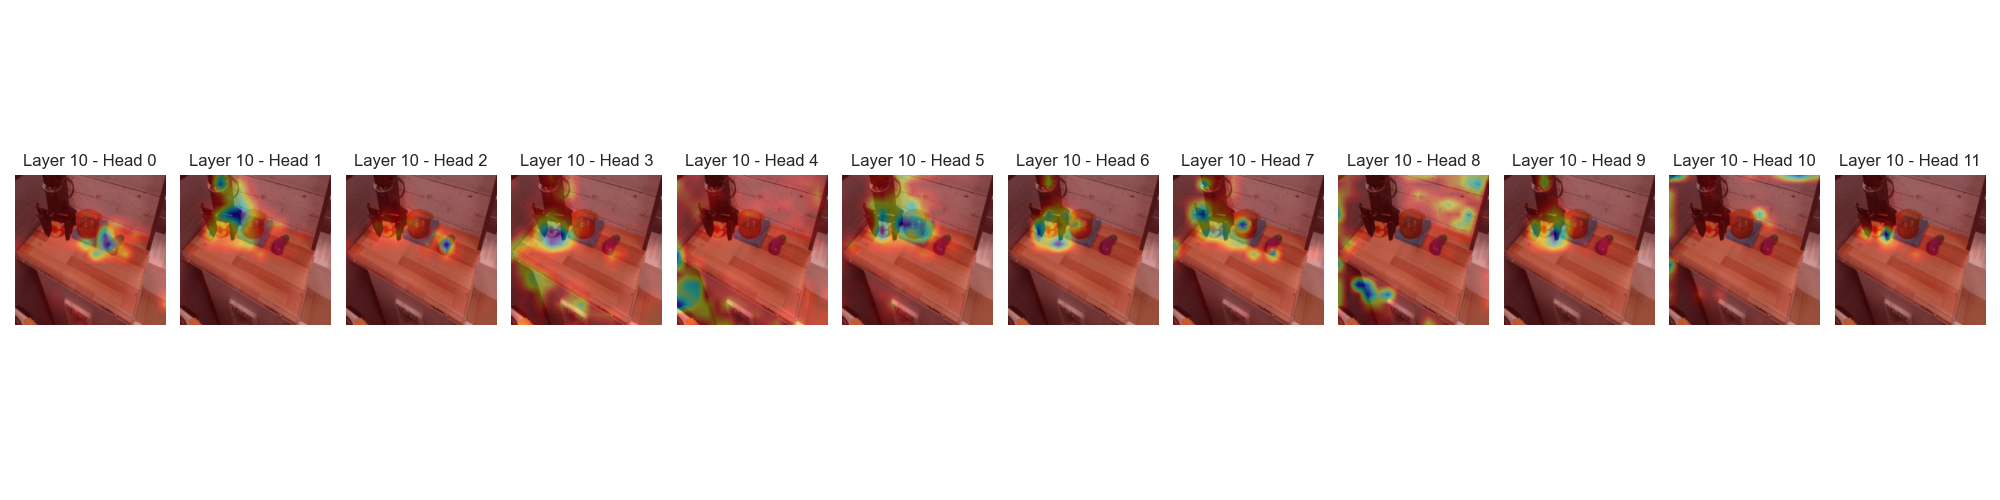 Layer 10 - Head 0
Layer 10 - Head 1
Layer 10 - Head 2
Layer 10 - Head 3
Layer 10 - Head 4
Layer 10 - Head 5
Layer 10 - Head 6
Layer 10 - Head 7
Layer 10 - Head 8
Layer 10 - Head 9
Layer 10 - Head 10
Layer 10 - Head 11